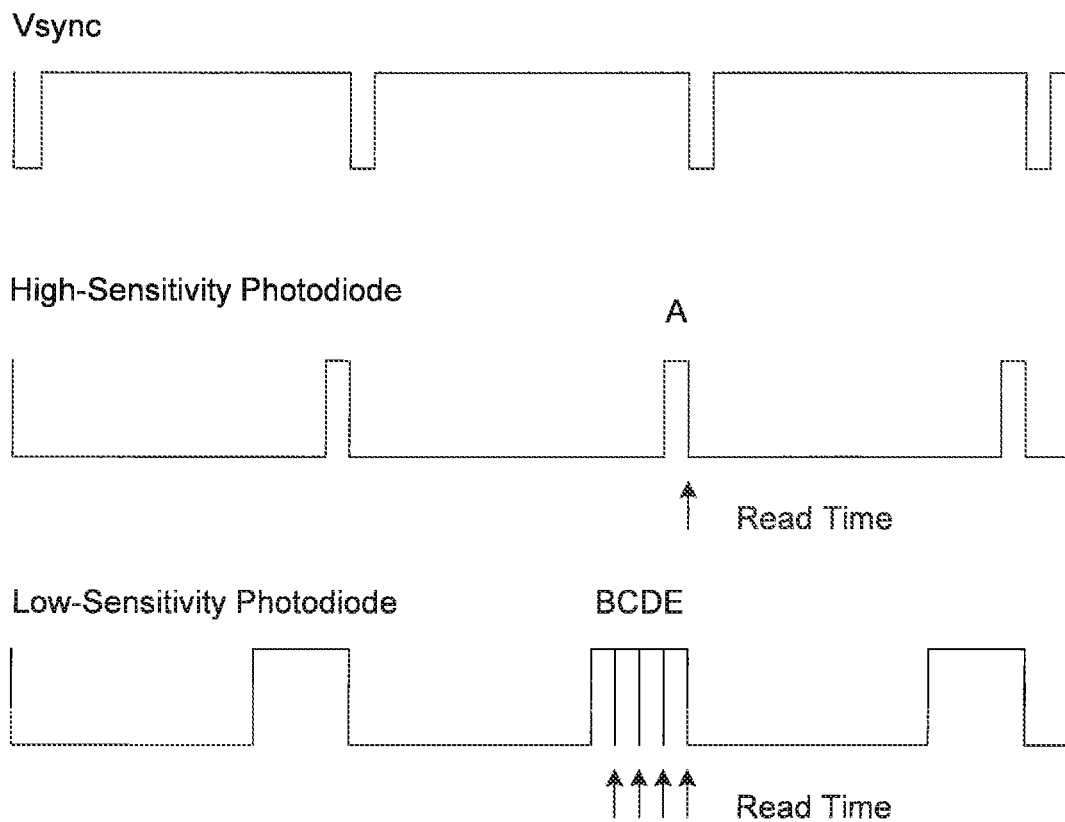 Vsync
High-Sensitivity Photodiode
A
Read Time
Low-Sensitivity Photodiode
BCDE
Read Time